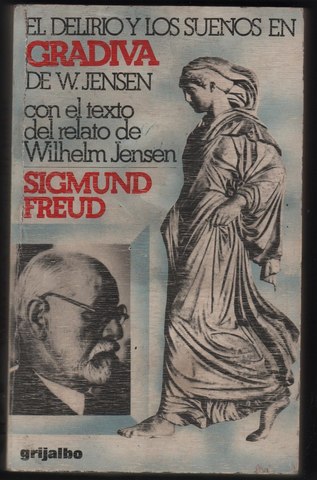 EL DELIRIO Y LOS SUEÑOS EN
GRADIVA
DE W. JENSEN
con el texto
del relato de
Wilhelm Jensen
SIGMUND
FREUD
grijalbo